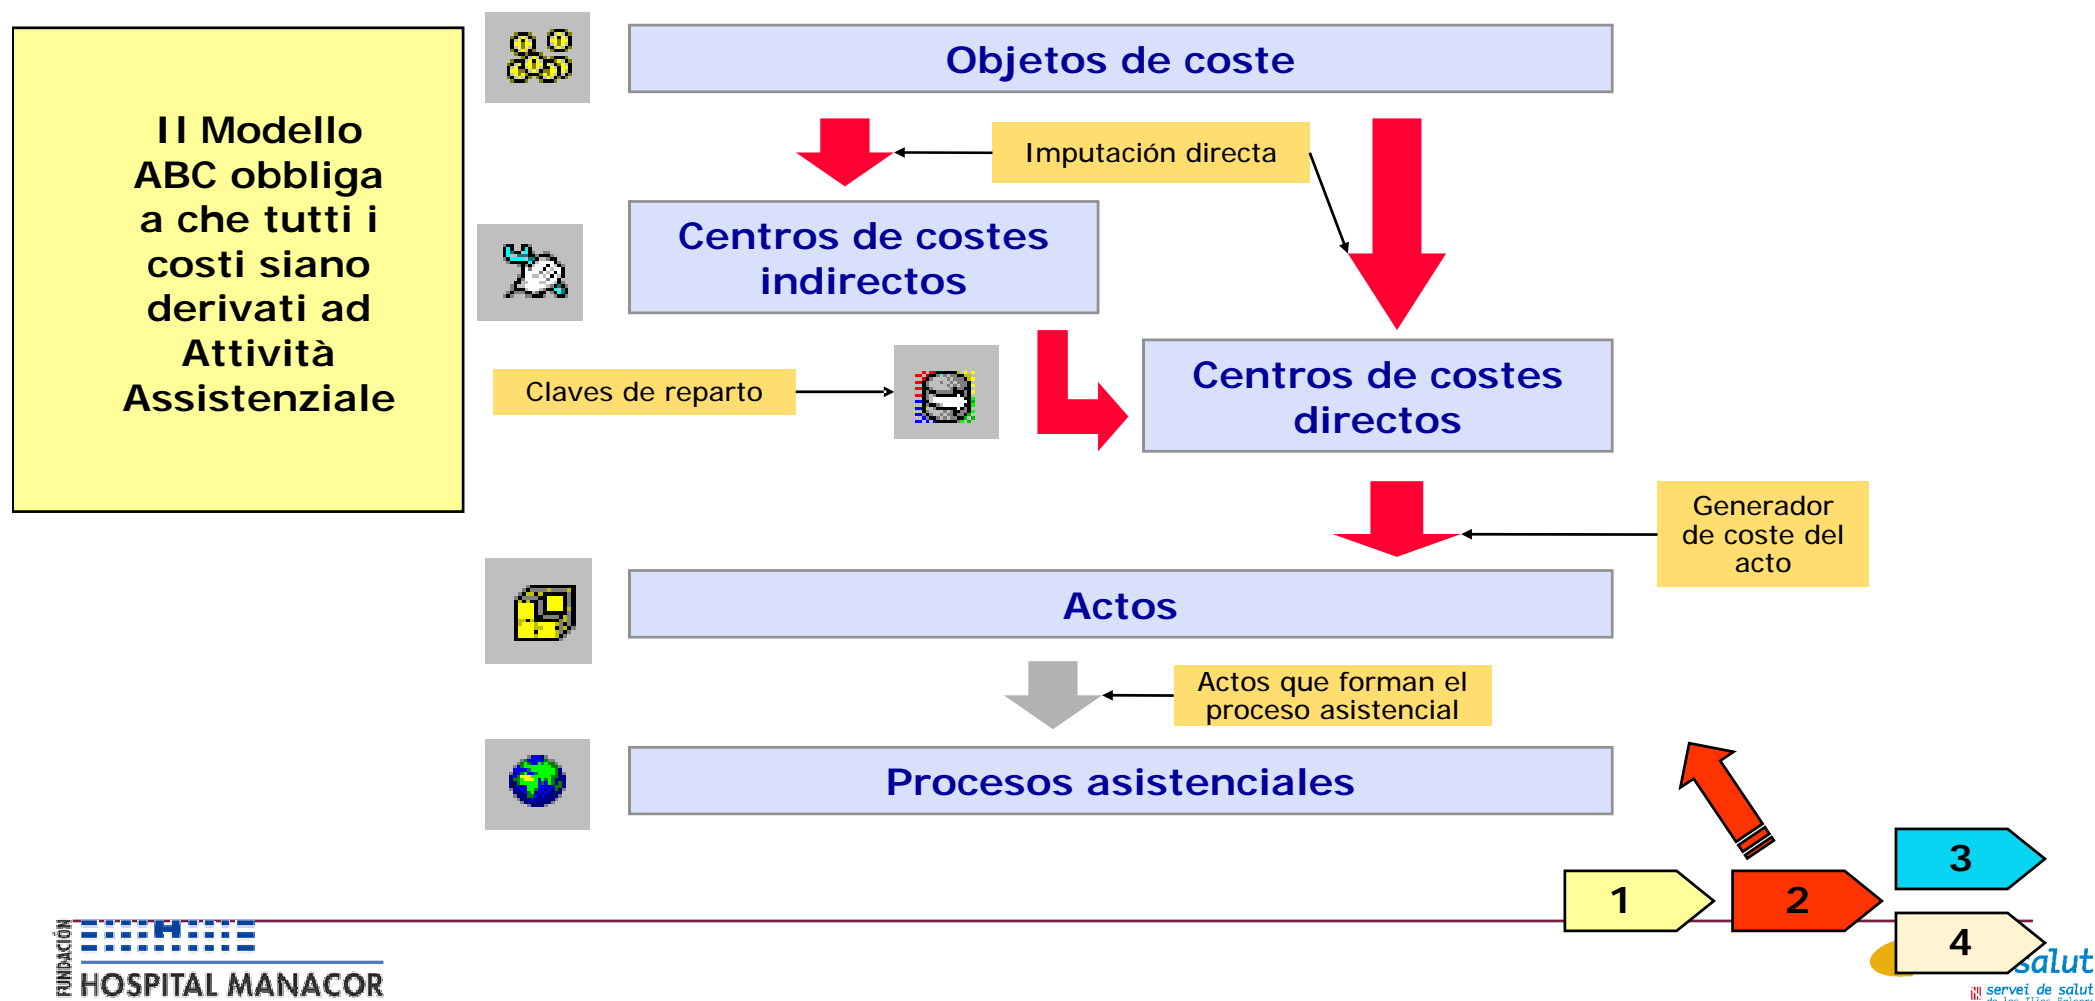 Il Modello
ABC obbliga
a che tutti i
costi siano
derivati ad
Attività
Assistenziale
Objetos de coste
Imputación directa
Centros de costes
indirectos
Claves de reparto
Centros de costes
directos
Generador
de coste del
acto
Actos
Actos que forman el
proceso asistencial
Procesos asistenciales
1
2
3
4
FUNDACIÓN
HOSPITAL MANACOR
salut
servei de salut